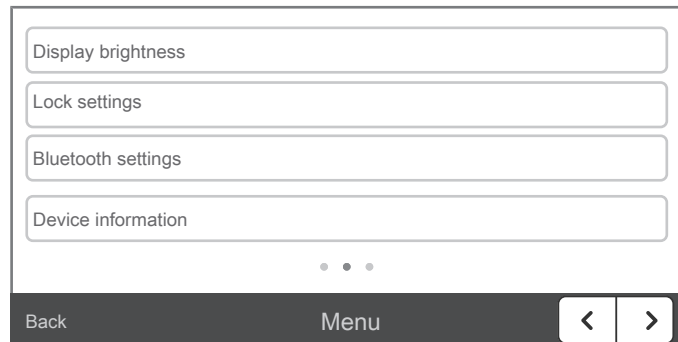 Display brightness
Lock settings
Bluetooth settings
Device information
Back Menu